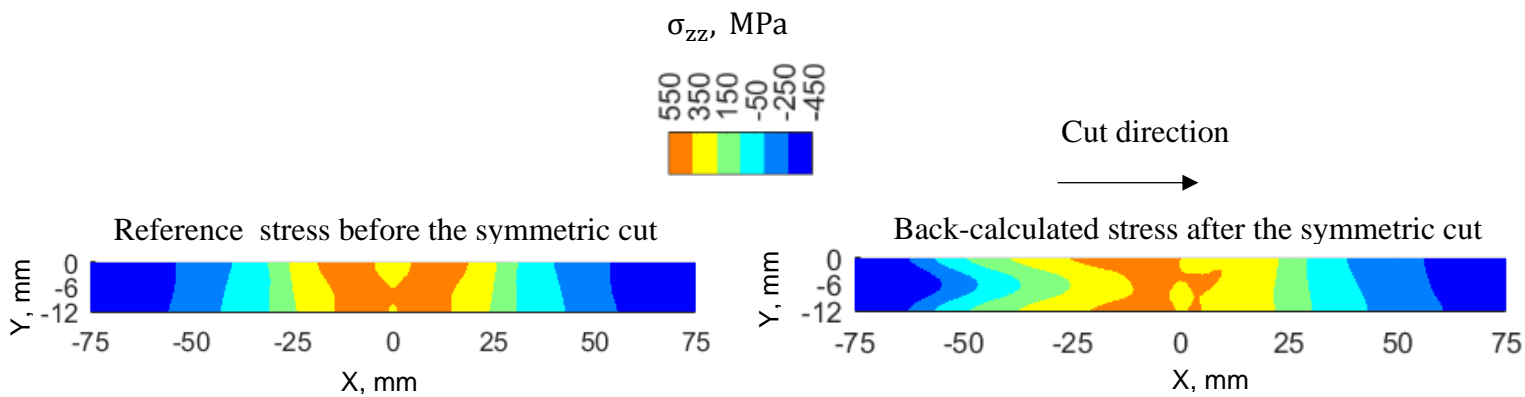 σzz, MPa
550 350 150 -50 -250 -450
Cut direction
Reference stress before the symmetric cut
Back-calculated stress after the symmetric cut
Y, mm
0
-6
-12
-75 -50 -25 0 25 50 75
X, mm
Y, mm
0
-6
-12
-75 -50 -25 0 25 50 75
X, mm